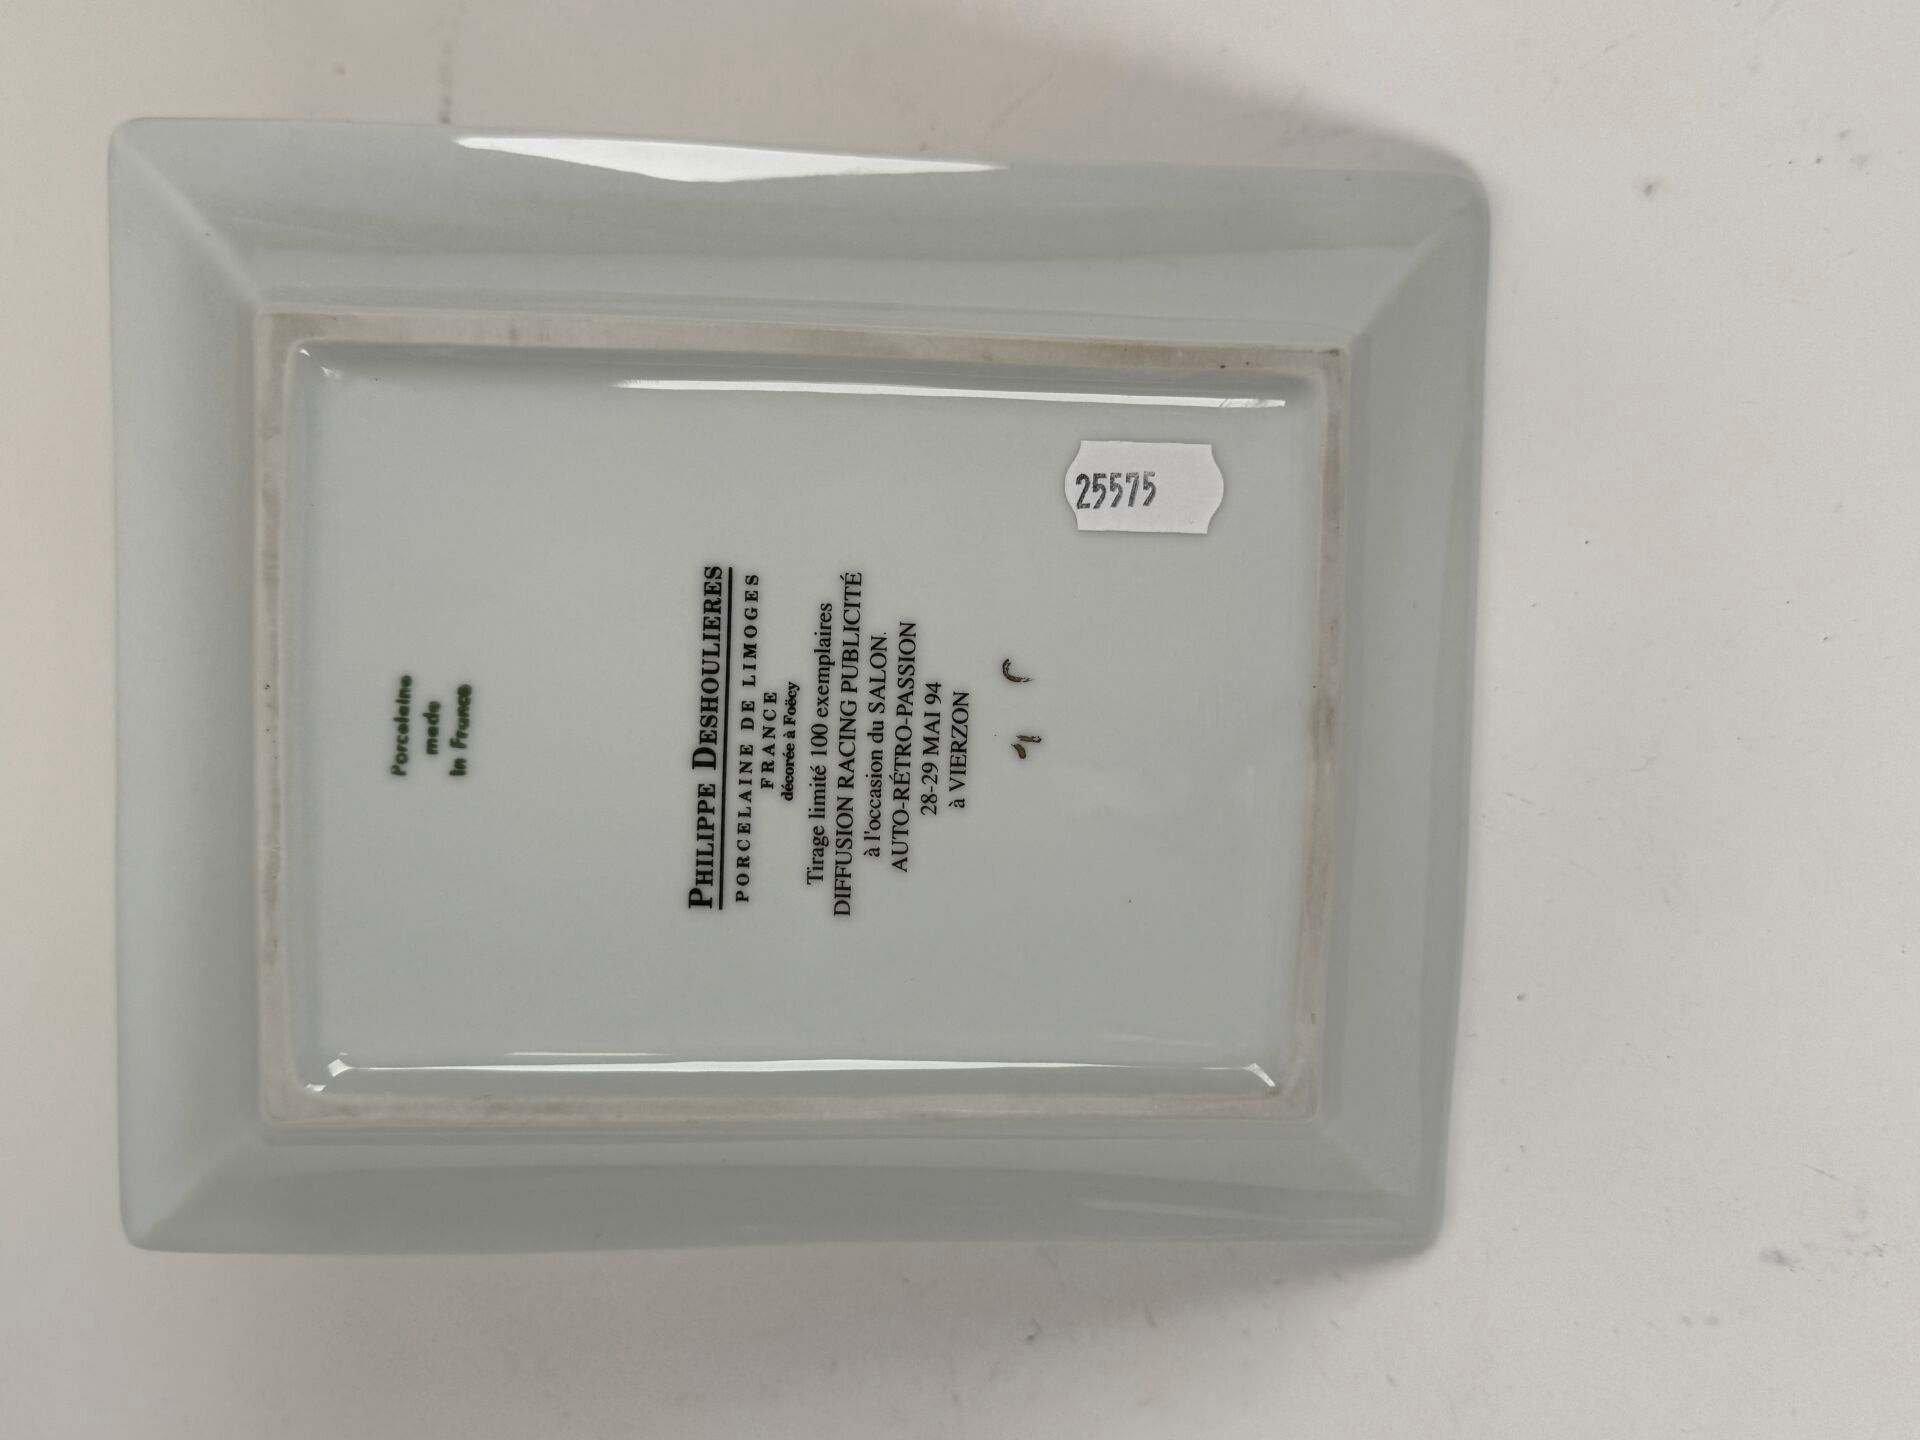 Porcelaine
made
in France
PHILIPPE DESHOULIERES
PORCELAINE DE LIMOGES
FRANCE
décorée à Foëcy
Tirage limité 100 exemplaires
DIFFUSION RACING PUBLICITÉ
à l'occasion du SALON.
AUTO-RÉTRO-PASSION
28-29 MAI 94
à VIERZON
25575